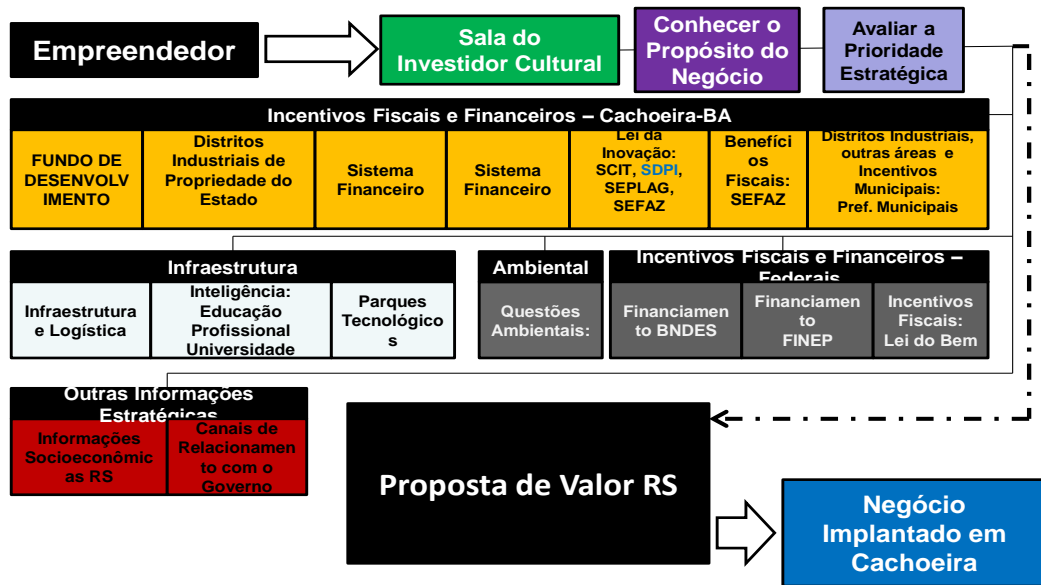 Empreendedor
Sala do
Investidor Cultural
Conhecer o
Propósito do
Negócio
Avaliar a
Prioridade
Estratégica
Incentivos Fiscais e Financeiros – Cachoeira-BA
FUNDO DE
DESENVOLV
IMENTO
Distritos
Industriais de
Propriedade do
Estado
Sistema
Financeiro
Sistema
Financeiro
Lei da
Inovação:
SCIT, SDPI,
SEPLAG,
SEFAZ
Benefíci
os
Fiscais:
SEFAZ
Distritos Industriais,
outras áreas e
Incentivos
Municipais:
Pref. Municipais
Infraestrutura
Infraestrutura
e Logística
Inteligência:
Educação
Profissional
Universidade
Parques
Tecnológico
s
Ambiental
Questões
Ambientais:
Incentivos Fiscais e Financeiros –
Federais
Financiamen
to BNDES
Financiamen
to
FINEP
Incentivos
Fiscais:
Lei do Bem
Outras Informações
Estratégicas
Informações
Socioeconômic
as RS
Canais de
Relacionamen
to com o
Governo
Proposta de Valor RS
Negócio
Implantado em
Cachoeira